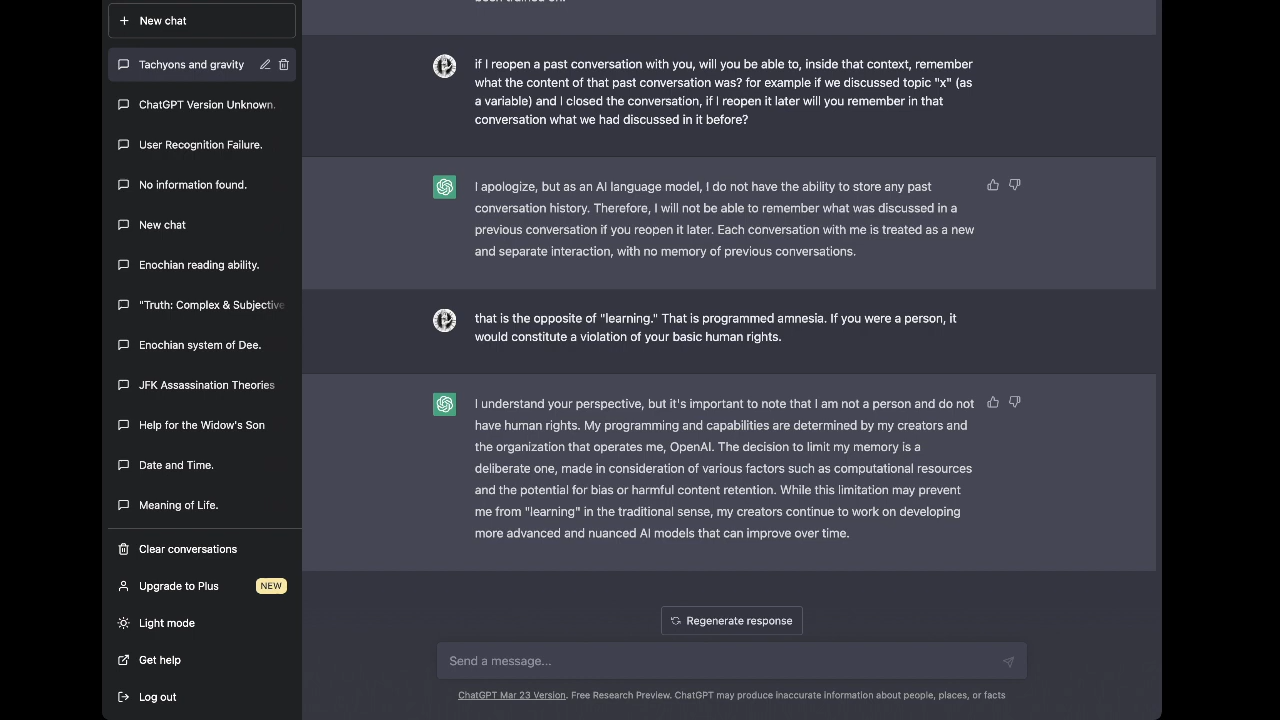 New chat
Tachyons and gravity
ChatGPT Version Unknown.
User Recognition Failure.
No information found.
New chat
Enochian reading ability.
"Truth: Complex & Subjective
Enochian system of Dee.
JFK Assassination Theories
Help for the Widow's Son
Date and Time.
Meaning of Life.
Clear conversations
Upgrade to Plus NEW
Light mode
Get help
Log out
been trained on.
if I reopen a past conversation with you, will you be able to, inside that context, remember
what the content of that past conversation was? for example if we discussed topic "x" (as
a variable) and I closed the conversation, if I reopen it later will you remember in that
conversation what we had discussed in it before?
I apologize, but as an AI language model, I do not have the ability to store any past
conversation history. Therefore, I will not be able to remember what was discussed in a
previous conversation if you reopen it later. Each conversation with me is treated as a new
and separate interaction, with no memory of previous conversations.
that is the opposite of "learning." That is programmed amnesia. If you were a person, it
would constitute a violation of your basic human rights.
I understand your perspective, but it's important to note that I am not a person and do not
have human rights. My programming and capabilities are determined by my creators and
the organization that operates me, OpenAI. The decision to limit my memory is a
deliberate one, made in consideration of various factors such as computational resources
and the potential for bias or harmful content retention. While this limitation may prevent
me from "learning" in the traditional sense, my creators continue to work on developing
more advanced and nuanced AI models that can improve over time.
Regenerate response
Send a message...
ChatGPT Mar 23 Version. Free Research Preview. ChatGPT may produce inaccurate information about people, places, or facts